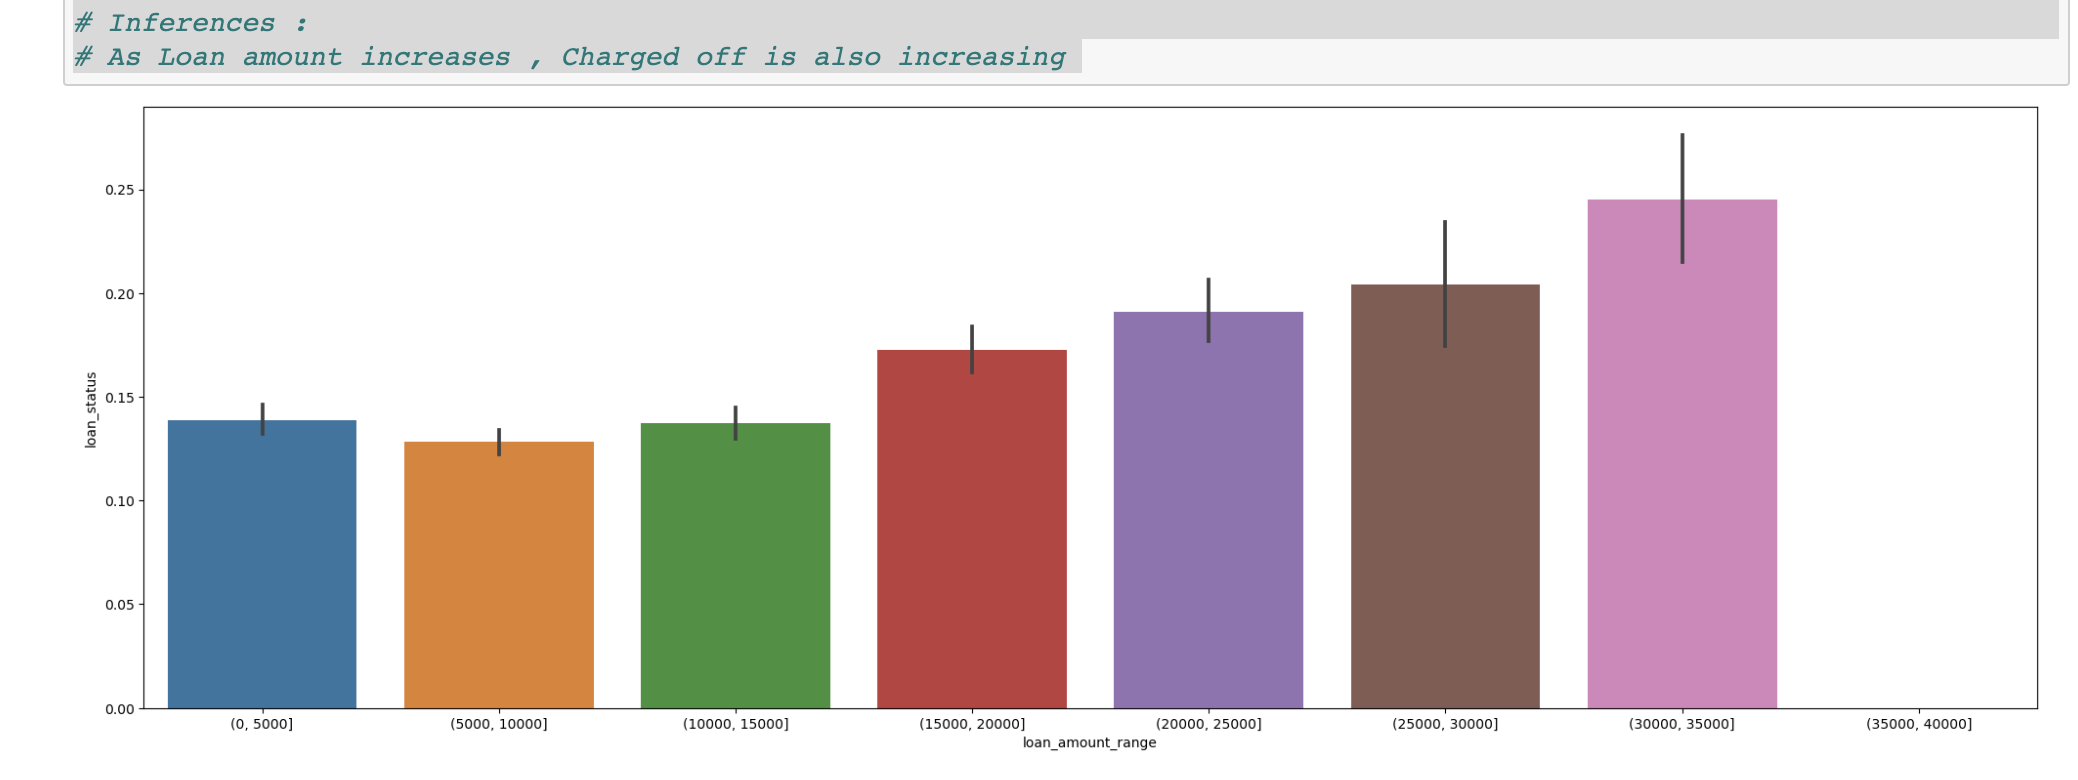 # Inferences :
# As Loan amount increases , Charged off is also increasing
0.25
0.20
0.15
0.10
0.05
0.00
loan_status
(0, 5000] (5000, 10000] (10000, 15000] (15000, 20000] (20000, 25000] (25000, 30000] (30000, 35000] (35000, 40000]
loan_amount_range